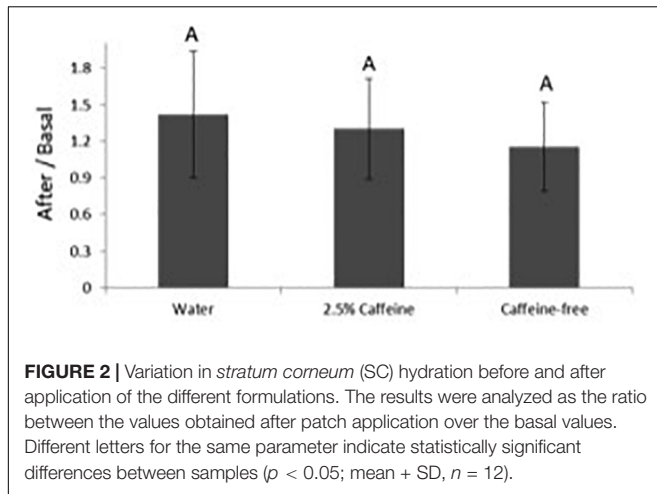 A
A
A
1.8
1.5
1.2
0.9
0.6
0.3
0
After / Basal
Water
2.5% Caffeine
Caffeine-free
FIGURE 2 | Variation in stratum corneum (SC) hydration before and after
application of the different formulations. The results were analyzed as the ratio
between the values obtained after patch application over the basal values.
Different letters for the same parameter indicate statistically significant
differences between samples (p < 0.05; mean + SD, n = 12).